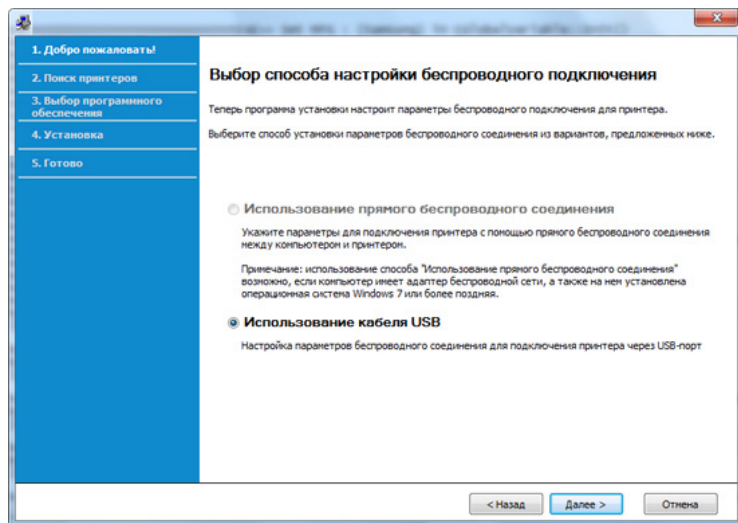 1. Добро пожаловать!
2. Поиск принтеров
3. Выбор программного
обеспечения
4. Установка
5. Готово
Выбор способа настройки беспроводного подключения
Теперь программа установки настроит параметры беспроводного подключения для принтера.
Выберите способ установки параметров беспроводного соединения из вариантов, предложенных ниже.
Использование прямого беспроводного соединения
Укажите параметры для подключения принтера с помощью прямого беспроводного соединения
между компьютером и принтером.
Примечание: использование способа "Использование прямого беспроводного соединения"
возможно, если компьютер имеет адаптер беспроводной сети, а также на нем установлена
операционная система Windows 7 или более поздняя.
Использование кабеля USB
Настройка параметров беспроводного соединения для подключения принтера через USB-порт
< Назад
Далее >
Отмена